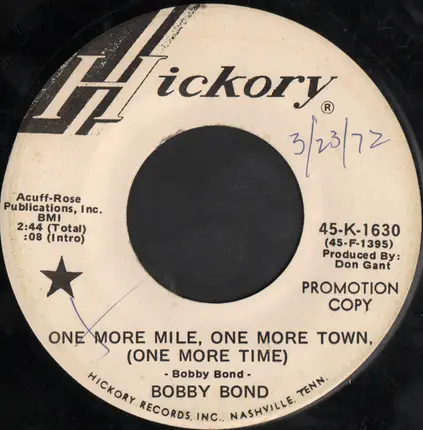 Hickory
®
3/23/72
Acuff-Rose
Publications, Inc.
BMI
2:44 (Total)
:08 (Intro)
45-K-1630
(45-F-1395)
Produced By:
Don Gant
PROMOTION
COPY
ONE MORE MILE, ONE MORE TOWN,
(ONE MORE TIME)
- Bobby Bond -
BOBBY BOND
HICKORY RECORDS, INC., NASHVILLE, TENN.